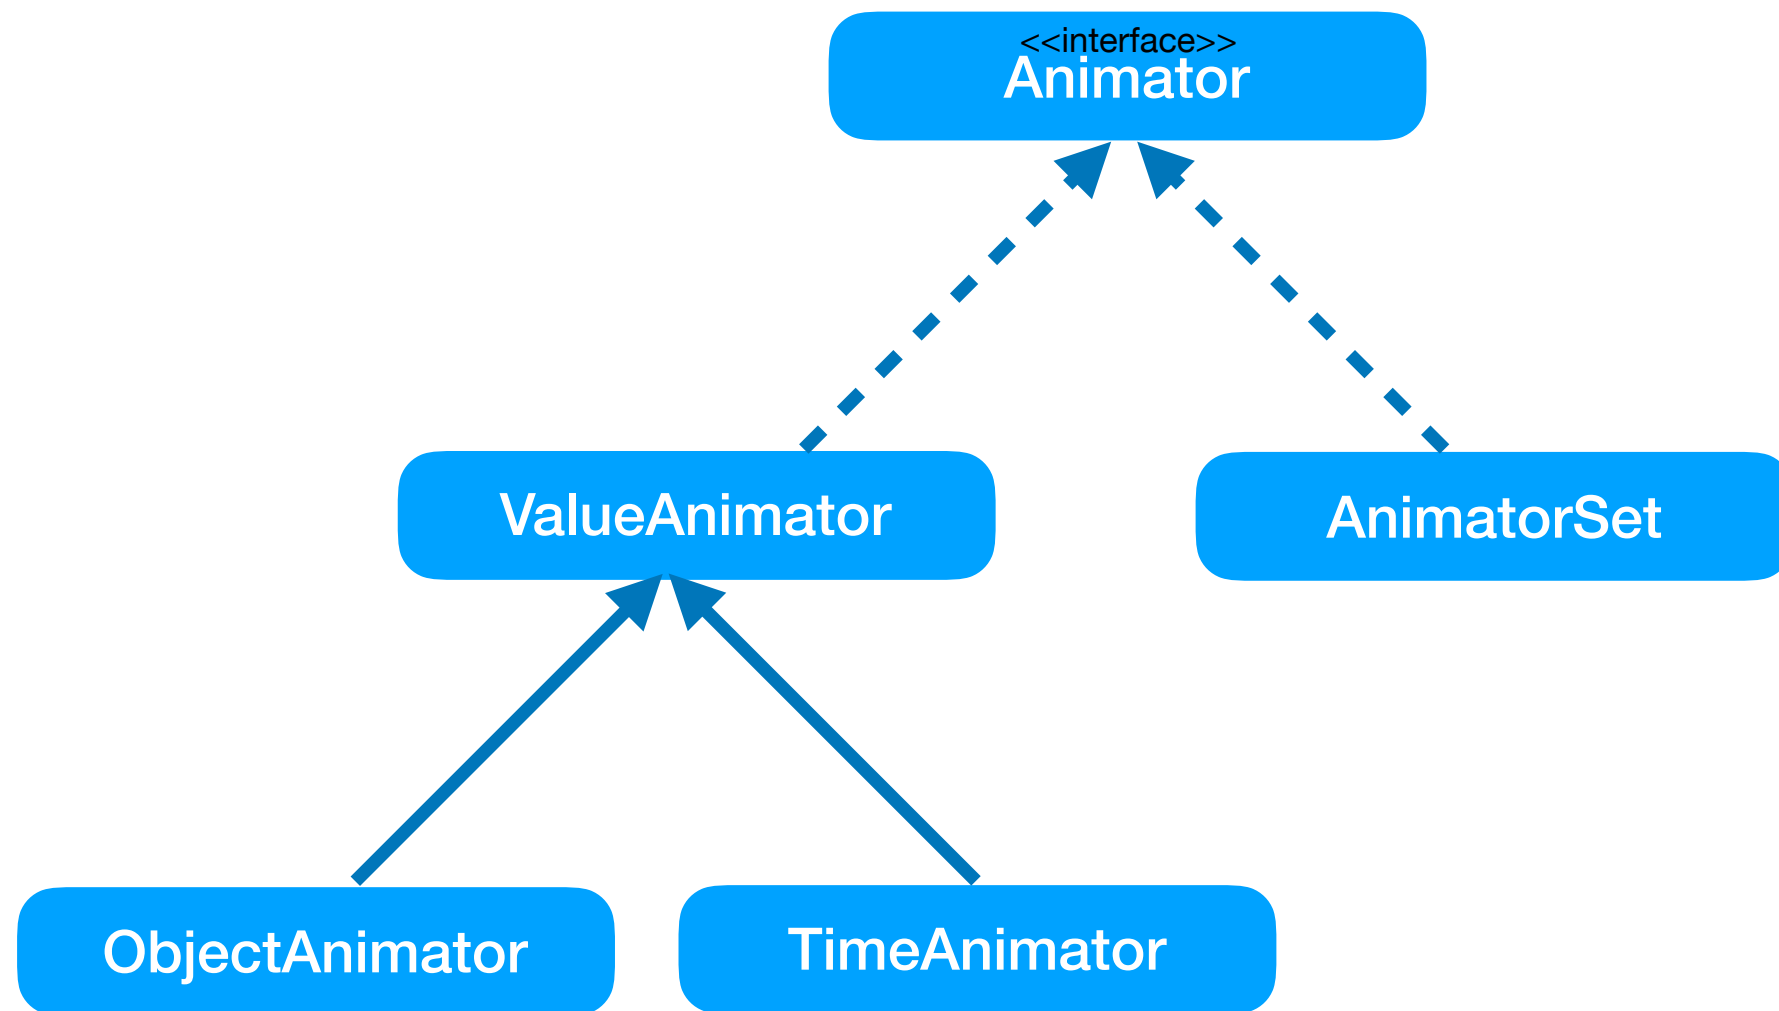 <<interface>>
Animator
ValueAnimator
AnimatorSet
ObjectAnimator
TimeAnimator